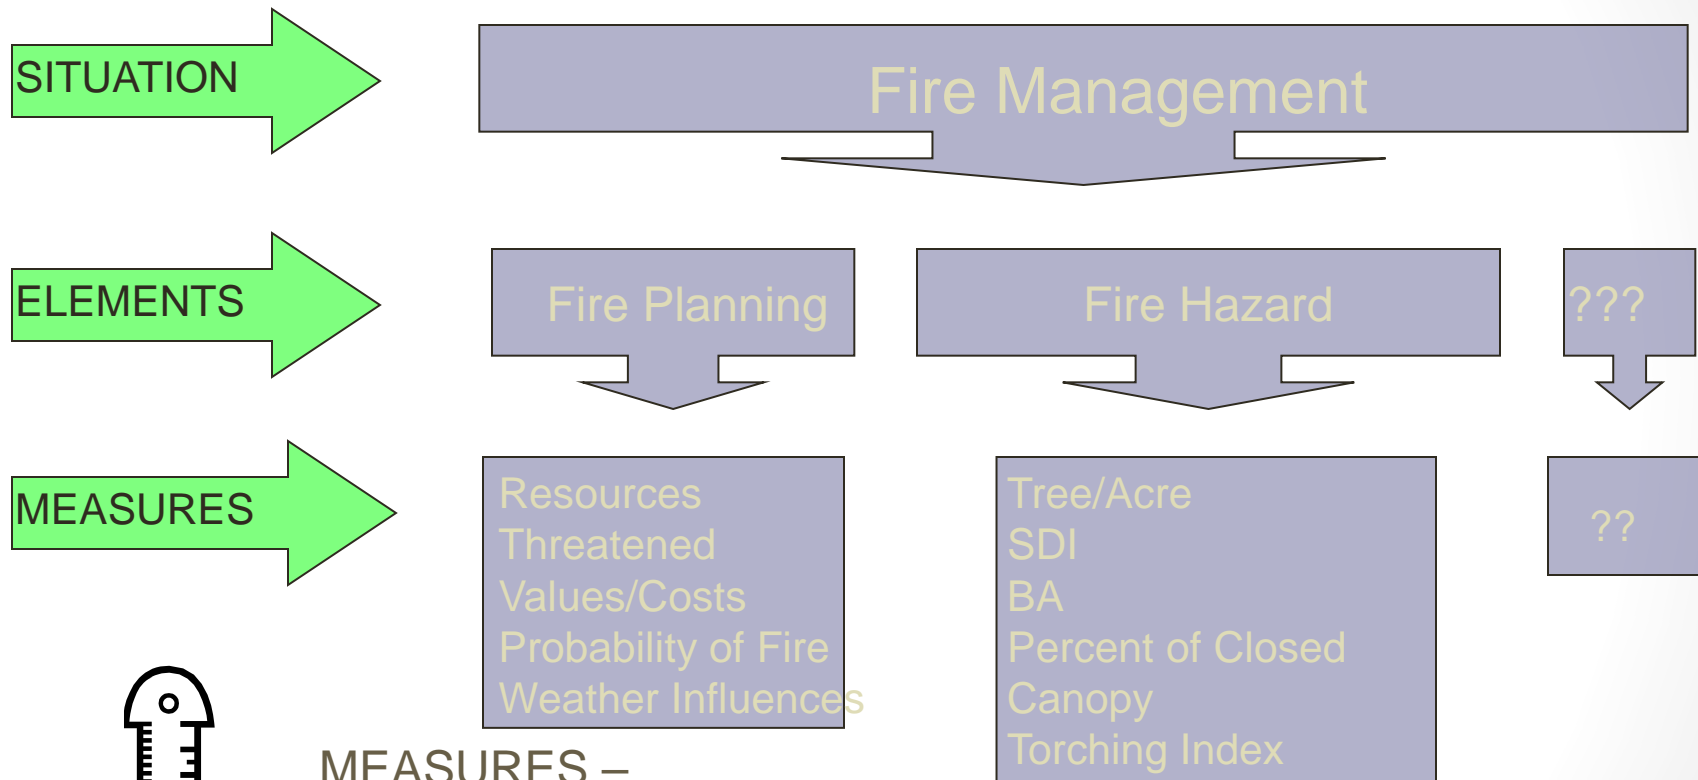 SITUATION
Fire Management
ELEMENTS
Fire Planning
Fire Hazard
???
MEASURES
Resources
Threatened
Values/Costs
Probability of Fire
Weather Influences
Tree/Acre
SDI
BA
Percent of Closed
Canopy
Torching Index
??
MEASURES –